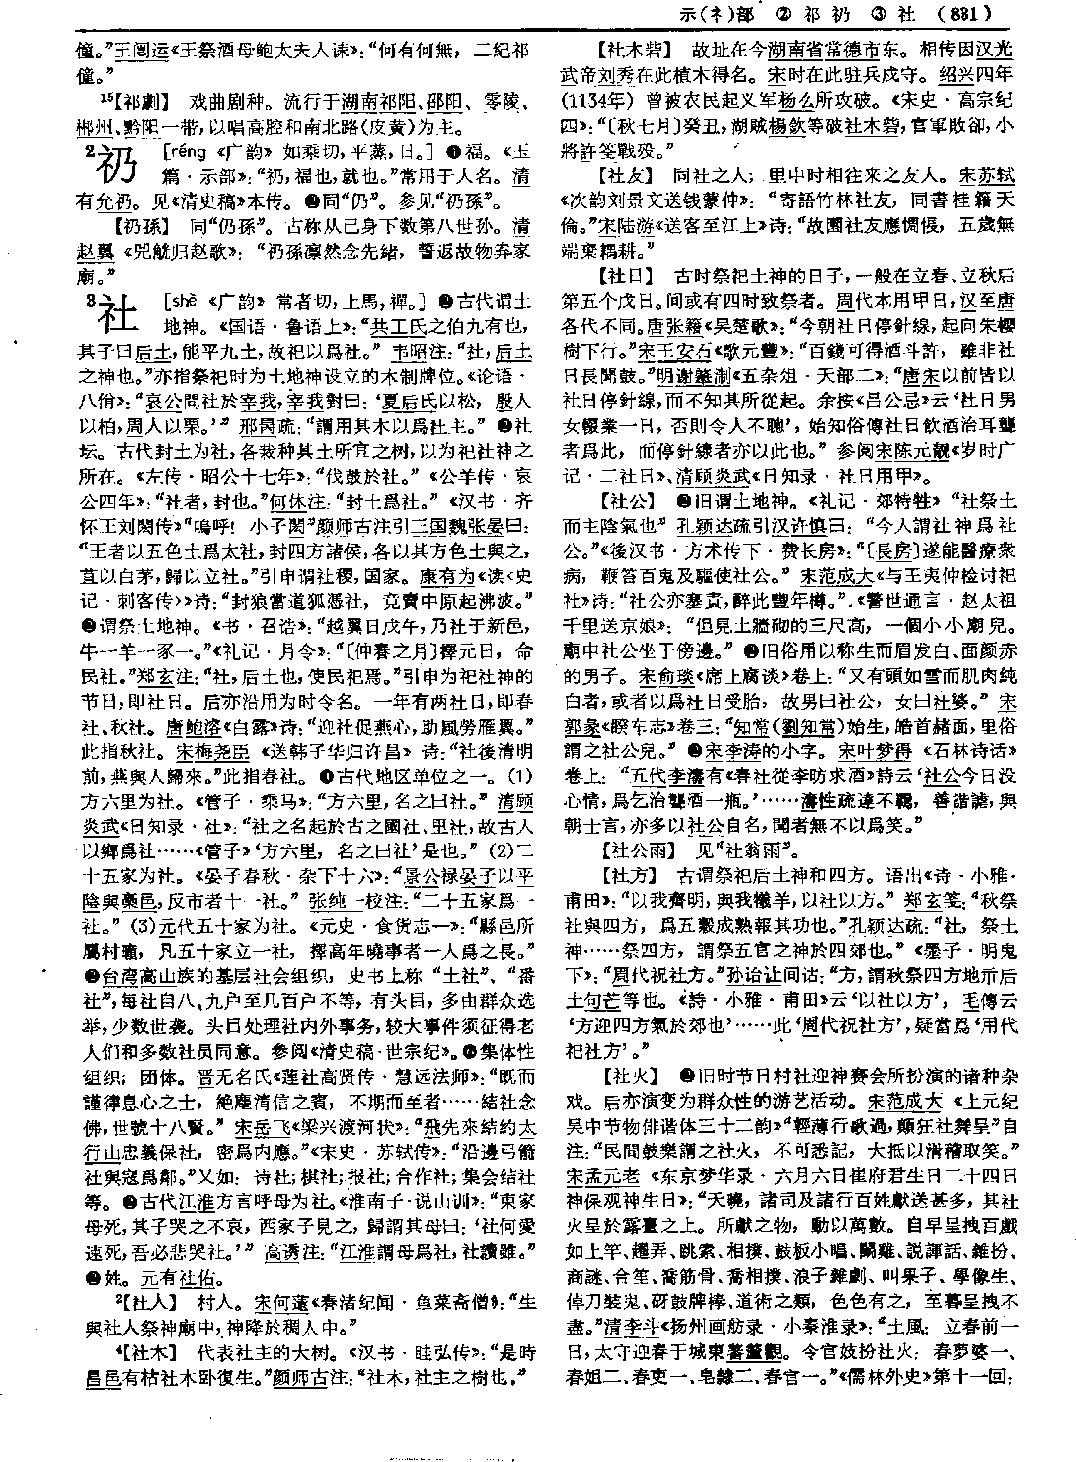 示(礻)部 ② 祁 礽 ③ 社 (831)
僮。”王闓运《王祭酒母鲍太夫人诔》:“何有何無，二纪祁
僮。”
15【祁劇】 戏曲剧种。流行于湖南祁阳、邵阳、零陵、
郴州、黔阳一带，以唱高腔和南北路(皮黄)为主。
2礽 [réng 《广韵》 如乘切，平蒸，日。] ❶福。《玉
篇·示部》:“礽，福也，就也。”常用于人名。清
有允礽。见《清史稿》本传。❷同“仍”。参见“礽孫”。
【礽孫】 同“仍孫”。古称从己身下数第八世孙。清
赵翼《兕觥归赵歌》: “礽孫凛然念先緒，誓返故物弆家
廟。”
3社 [shè 《广韵》 常者切，上馬，禪。] ❶古代谓土
地神。《国语·鲁语上》:“共工氏之伯九有也，
其子曰后土，能平九土，故祀以爲社。” 韦昭注:“社，后土
之神也。”亦指祭祀时为土地神设立的木制牌位。《论语·
八佾》:“哀公問社於宰我，宰我對曰:‘夏后氏以松， 殷人
以柏，周人以栗。’” 邢昺疏:“謂用其木以爲社主。” ❷社
坛。古代封土为社，各栽种其土所宜之树，以为祀社神之
所在。《左传·昭公十七年》:“伐鼓於社。” 《公羊传·哀
公四年》:“社者，封也。”何休注:“封土爲社。” 《汉书·齐
怀王刘闳传》“嗚呼! 小子閎”颜师古注引三国魏张晏曰:
“王者以五色土爲太社，封四方諸侯，各以其方色土與之，
苴以白茅，歸以立社。”引申谓社稷，国家。康有为《读〈史
记·刺客传〉》诗:“封狼當道狐憑社， 竟賣中原起沸波。”
❸谓祭土地神。《书·召诰》:“越翼日戊午，乃社于新邑，
牛一羊一豕一。”《礼记·月令》:“〔仲春之月〕擇元日，命
民社。”郑玄注:“社，后土也，使民祀焉。”引申为祀社神的
节日，即社日。后亦沿用为时令名。一年有两社日，即春
社、秋社。唐鲍溶《白露》诗:“迎社促燕心，助風勞雁翼。”
此指秋社。宋梅尧臣 《送韩子华归许昌》 诗:“社後清明
前，燕與人歸來。”此指春社。❹古代地区单位之一。(1)
方六里为社。《管子·乘马》:“方六里，名之曰社。” 清顾
炎武《日知录·社》:“社之名起於古之國社、里社，故古人
以鄉爲社……《管子》‘方六里， 名之曰社’是也。” (2)二
十五家为社。《晏子春秋·杂下十六》:“景公禄晏子以平
陰與槀邑，反市者十一社。” 张纯一校注:“二十五家爲一
社。” (3)元代五十家为社。《元史·食货志一》:“縣邑所
屬村疃， 凡五十家立一社， 擇高年曉事者一人爲之長。”
❺台湾高山族的基层社会组织， 史书上称 “土社”、“番
社”，每社自八、九户至几百户不等，有头目，多由群众选
举，少数世袭。头目处理社内外事务，较大事件须征得老
人们和多数社员同意。参阅《清史稿·世宗纪》。❻集体性
组织; 团体。晋无名氏《莲社高贤传·慧远法师》:“既而
謹律息心之士， 絶塵清信之賓， 不期而至者……結社念
佛，世號十八賢。” 宋岳飞《梁兴渡河状》:“飛先來結約太
行山忠義保社， 密爲内應。”《宋史·苏轼传》:“沿邊弓箭
社與寇爲鄰。”又如: 诗社;棋社;报社;合作社;集会结社
等。❼古代江淮方言呼母为社。《淮南子·说山训》:“東家
母死，其子哭之不哀，西家子見之，歸謂其母曰:‘社何愛
速死，吾必悲哭社。’” 高诱注:“江淮謂母爲社，社讀雖。”
❽姓。元有社佑。
2【社人】 村人。宋何薳《春渚纪闻·鱼菜斋僧》:“生
與社人祭神廟中，神降於稠人中。”
4【社木】 代表社主的大树。《汉书·眭弘传》:“是時
昌邑有枯社木卧復生。”颜师古注:“社木，社主之樹也。”
【社木砦】 故址在今湖南省常德市东。相传因汉光
武帝刘秀在此植木得名。宋时在此驻兵戍守。绍兴四年
(1134年) 曾被农民起义军杨么所攻破。《宋史·高宗纪
四》:“〔秋七月〕癸丑，湖賊楊欽等破社木砦，官軍敗卻，小
將許筌戰殁。”
【社友】 同社之人; 里中时相往来之友人。宋苏轼
《次韵刘景文送钱蒙仲》: “寄語竹林社友， 同書桂籍天
倫。”宋陆游《送客至江上》诗:“故園社友應惆悵， 五歲無
端棄耦耕。”
【社日】 古时祭祀土神的日子，一般在立春、立秋后
第五个戊日。间或有四时致祭者。周代本用甲日，汉至唐
各代不同。唐张籍《吴楚歌》:“今朝社日停針線，起向朱櫻
樹下行。”宋王安石《歌元豐》:“百錢可得酒斗許， 雖非社
日長聞鼓。”明谢肇淛《五杂俎·天部二》:“唐宋以前皆以
社日停針線，而不知其所從起。余按《吕公忌》云‘社日男
女輟業一日，否則令人不聰’，始知俗傳社日飲酒治耳聾
者爲此， 而停針線者亦以此也。” 参阅宋陈元靓《岁时广
记·二社日》、清顾炎武《日知录·社日用甲》。
【社公】 ❶旧谓土地神。《礼记·郊特牲》“社祭土
而主陰氣也” 孔颖达疏引汉许慎曰: “今人謂社神爲社
公。”《後汉书·方术传下·费长房》:“〔長房〕遂能醫療衆
病， 鞭笞百鬼及驅使社公。” 宋范成大《与王夷仲检讨祀
社》诗:“社公亦塞責，醉此豐年樽。”《警世通言·赵太祖
千里送京娘》: “但見土牆砌的三尺高， 一個小小廟兒。
廟中社公坐于傍邊。” ❷旧俗用以称生而眉发白、面颜赤
的男子。宋俞琰《席上腐谈》卷上:“又有頭如雪而肌肉純
白者，或者以爲社日受胎， 故男曰社公， 女曰社婆。” 宋
郭彖《睽车志》卷三:“知常(劉知常)始生，皓首赭面，里俗
謂之社公兒。” ❸宋李涛的小字。宋叶梦得 《石林诗话》
卷上: “五代李濤有《春社從李昉求酒》詩云‘社公今日没
心情，爲乞治聾酒一瓶。’……濤性疏達不羈， 善諧謔，與
朝士言，亦多以社公自名，聞者無不以爲笑。”
【社公雨】 见“社翁雨”。
【社方】 古谓祭祀后土神和四方。语出《诗·小雅·
甫田》:“以我齊明，與我犧羊，以社以方。” 郑玄笺:“秋祭
社與四方， 爲五穀成熟報其功也。”孔颖达疏:“社， 祭土
神……祭四方， 謂祭五官之神於四郊也。” 《墨子·明鬼
下》:“周代祝社方。”孙诒让间诂:“方，謂秋祭四方地示后
土句芒等也。《詩·小雅·甫田》云‘以社以方’， 毛傳云
‘方迎四方氣於郊也’……此‘周代祝社方’，疑當爲‘用代
祀社方’。”
【社火】 ❶旧时节日村社迎神赛会所扮演的诸种杂
戏。后亦演变为群众性的游艺活动。宋范成大 《上元纪
吴中节物俳谐体三十二韵》“輕薄行歌過，顛狂社舞呈”自
注:“民間鼓樂謂之社火， 不可悉記， 大抵以滑稽取笑。”
宋孟元老 《东京梦华录·六月六日崔府君生日二十四日
神保观神生日》:“天曉，諸司及諸行百姓獻送甚多，其社
火呈於露臺之上。所獻之物， 動以萬數。自早呈拽百戲
如上竿、趯弄、跳索、相撲、鼓板小唱、鬬雞、説諢話、雜扮、
商謎、合笙、喬筋骨、喬相撲、浪子雜劇、叫果子、學像生、
倬刀裝鬼、砑鼓牌棒、道術之類， 色色有之， 至暮呈拽不
盡。”清李斗《扬州画舫录·小秦淮录》:“土風: 立春前一
日，太守迎春于城東蕃釐觀。令官妓扮社火: 春夢婆一、
春姐二、春吏一、皂隸二、春官一。”《儒林外史》第十一回: